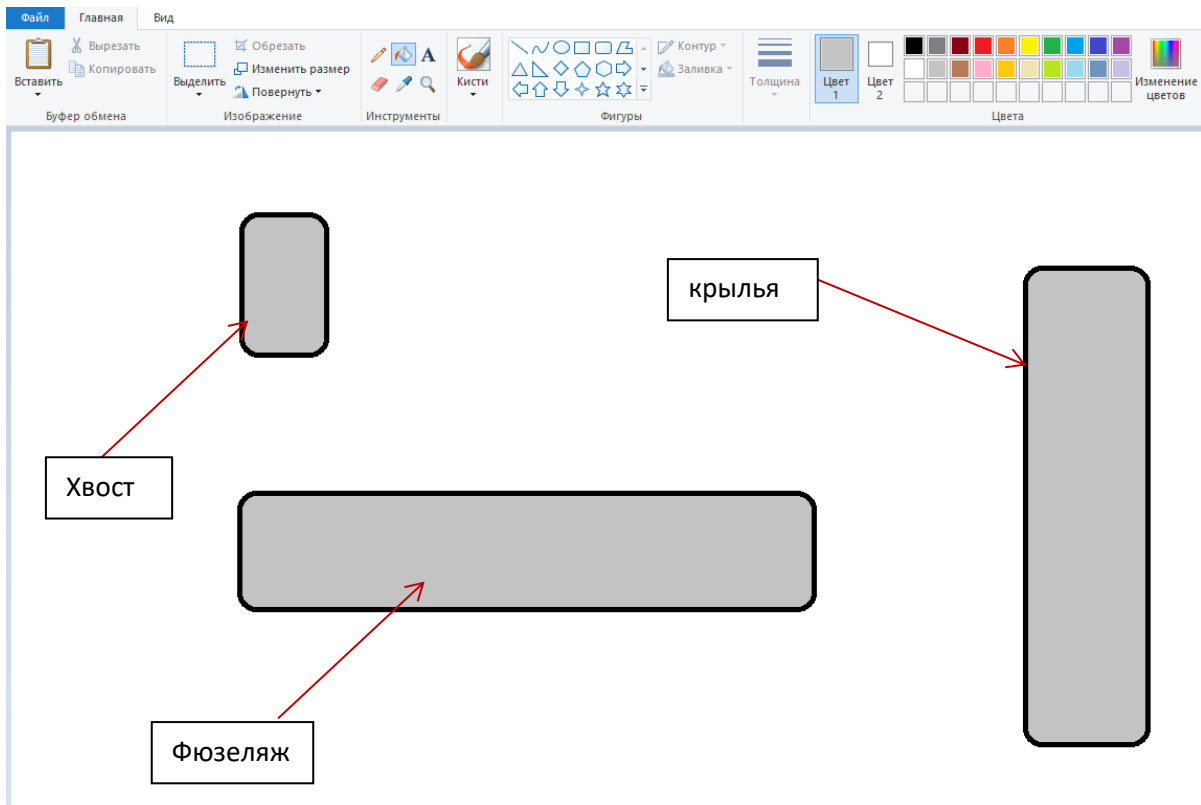 Файл Главная Вид
Вставить
Вырезать
Копировать
Буфер обмена
Выделить
Обрезать
Изменить размер
Повернуть
Изображение
A
Инструменты
Кисти
Контур
Заливка
Фигуры
Толщина
Цвет
1
Цвет
2
Изменение
цветов
Цвета
крылья
Хвост
Фюзеляж